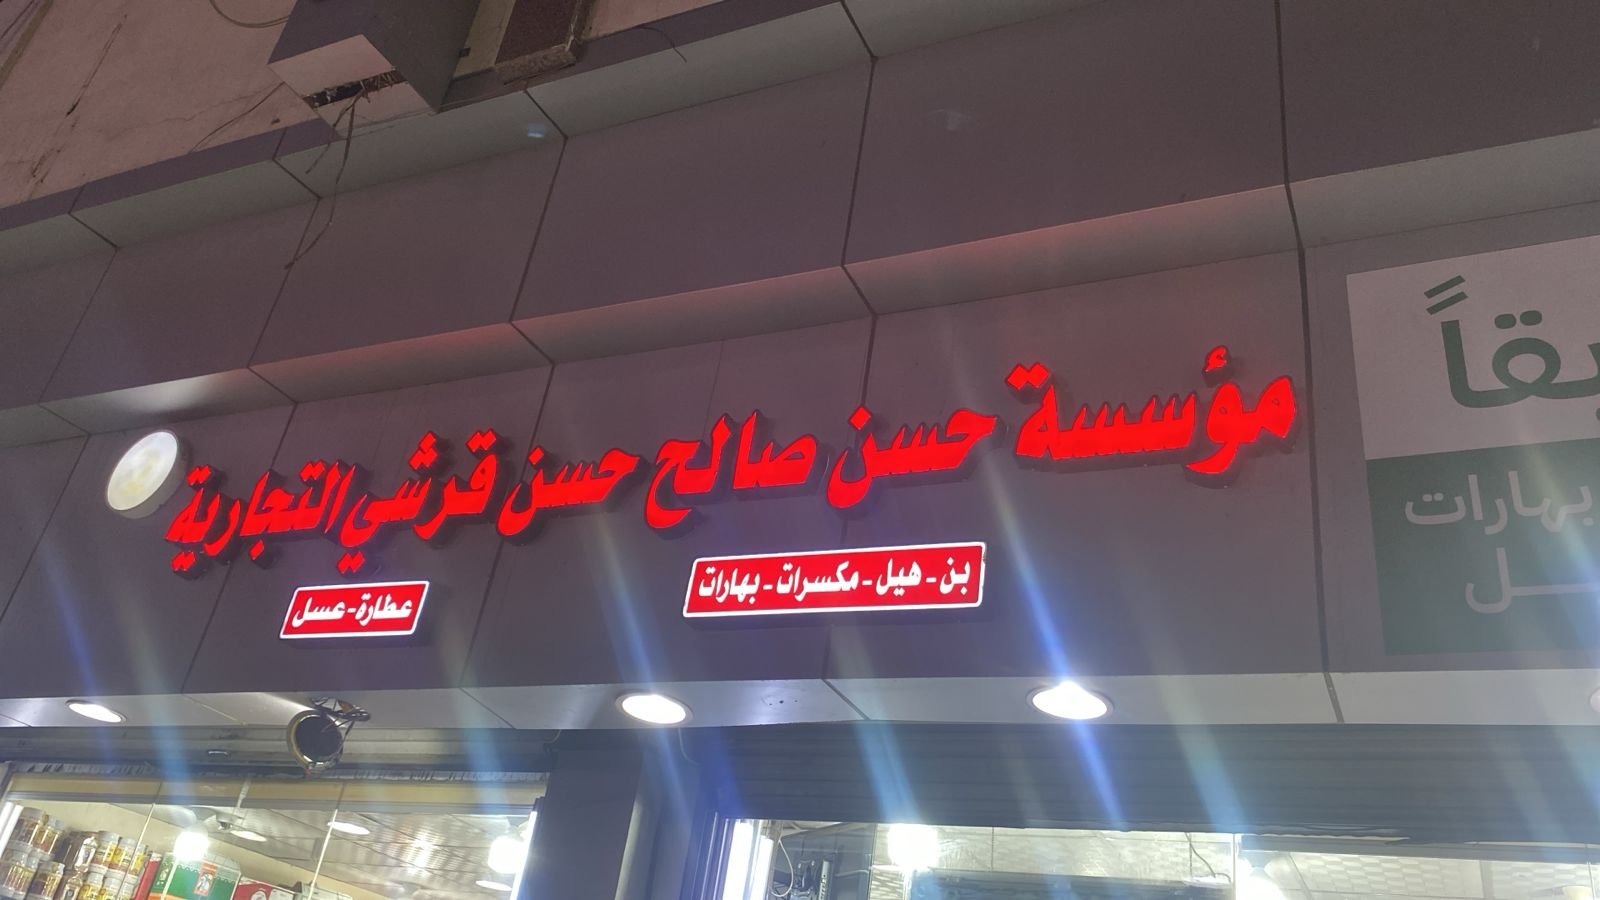 مؤسسة حسن صالح حسن قرشي التجارية
بن - هيل - مكسرات - بهارات
عطارة - عسل
بهارات